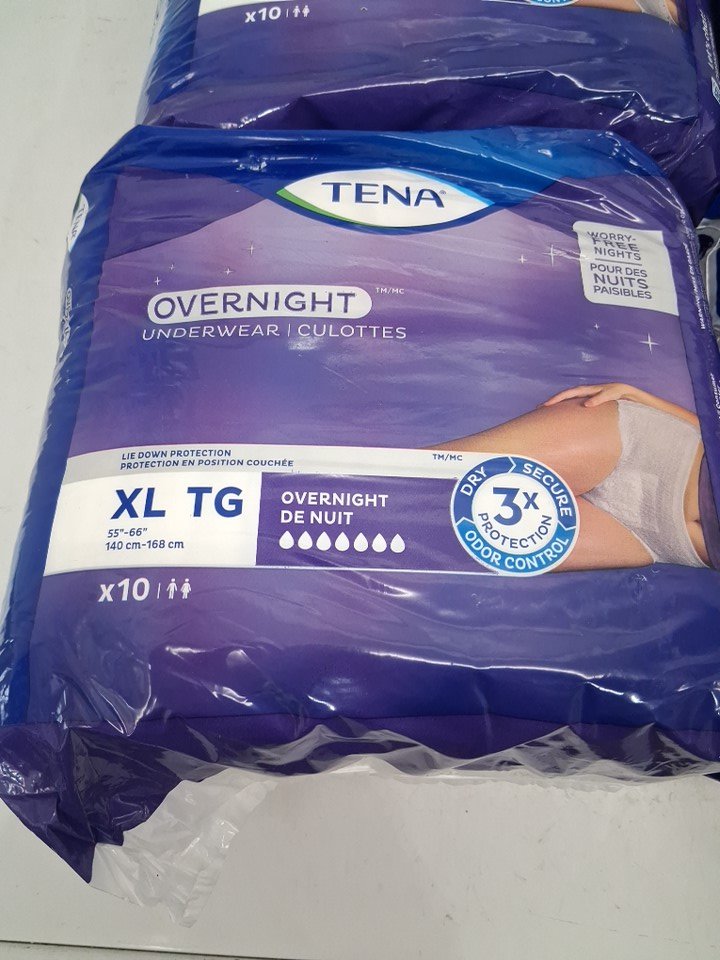 x10
TENA®
WORRY-
FREE
NIGHTS
POUR DES
NUITS
PAISIBLES
OVERNIGHT TM/MC
UNDERWEAR | CULOTTES
LIE DOWN PROTECTION
PROTECTION EN POSITION COUCHÉE
TM/MC
XL TG
55"-66"
140 cm-168 cm
OVERNIGHT
DE NUIT
DRY
SECURE
3X
PROTECTION
ODOR CONTROL
x10